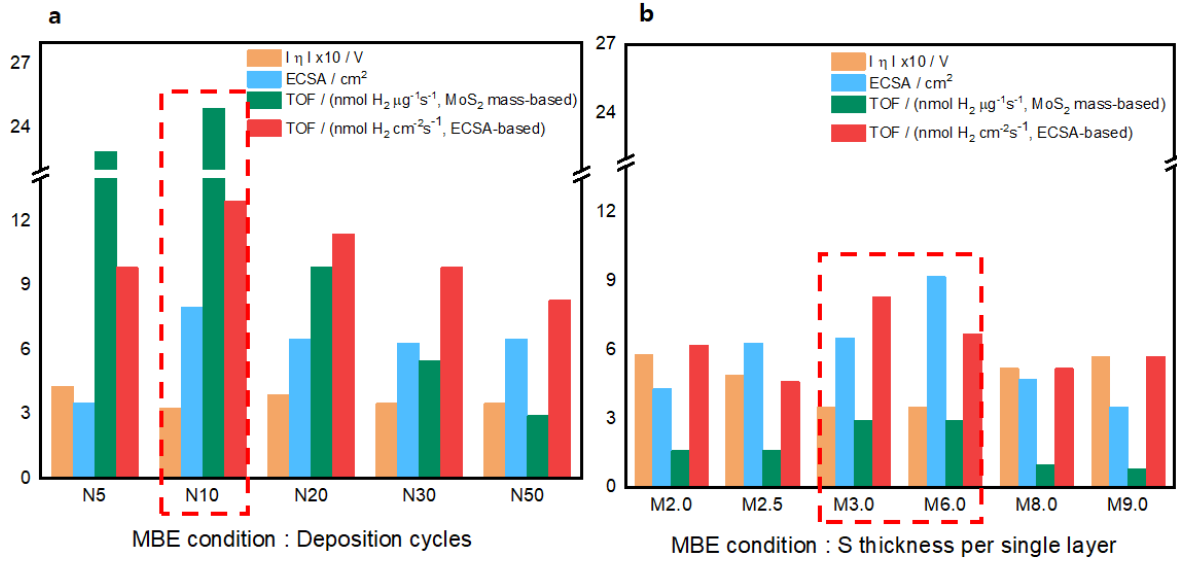 a
27
24
12
9
6
3
0
I η I x10 / V
ECSA / cm²
TOF / (nmol H₂ μg⁻¹s⁻¹, MoS₂ mass-based)
TOF / (nmol H₂ cm⁻²s⁻¹, ECSA-based)
N5 N10 N20 N30 N50
MBE condition : Deposition cycles
b
27
24
12
9
6
3
0
I η I x10 / V
ECSA / cm²
TOF / (nmol H₂ μg⁻¹s⁻¹, MoS₂ mass-based)
TOF / (nmol H₂ cm⁻²s⁻¹, ECSA-based)
M2.0 M2.5 M3.0 M6.0 M8.0 M9.0
MBE condition : S thickness per single layer